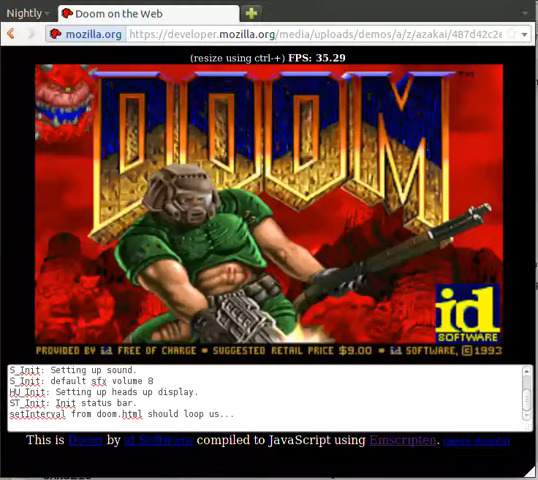 Nightly
Doom on the Web
mozilla.org https://developer.mozilla.org/media/uploads/demos/a/z/azakai/487d42c2e
(resize using ctrl-+) FPS: 35.29
DOOM
id
SOFTWARE
PROVIDED BY id FREE OF CHARGE * SUGGESTED RETAIL PRICE $9.00 * id SOFTWARE, ©1993
S_Init: Setting up sound.
S_Init: default sfx volume 8
HU_Init: Setting up heads up display.
ST_Init: Init status bar.
setInterval from doom.html should loop us...
This is Doom by id Software compiled to JavaScript using Emscripten. (more details)